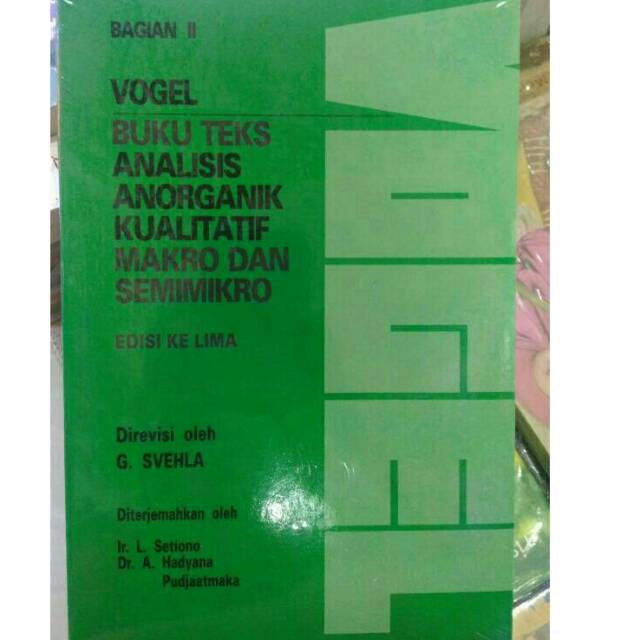 BAGIAN II
VOGEL
BUKU TEKS
ANALISIS
ANORGANIK
KUALITATIF
MAKRO DAN
SEMIMIKRO
EDISI KE LIMA
Direvisi oleh
G. SVEHLA
Diterjemahkan oleh
Ir. L. Setiono
Dr. A. Hadyana
Pudjaatmaka
VOGEL